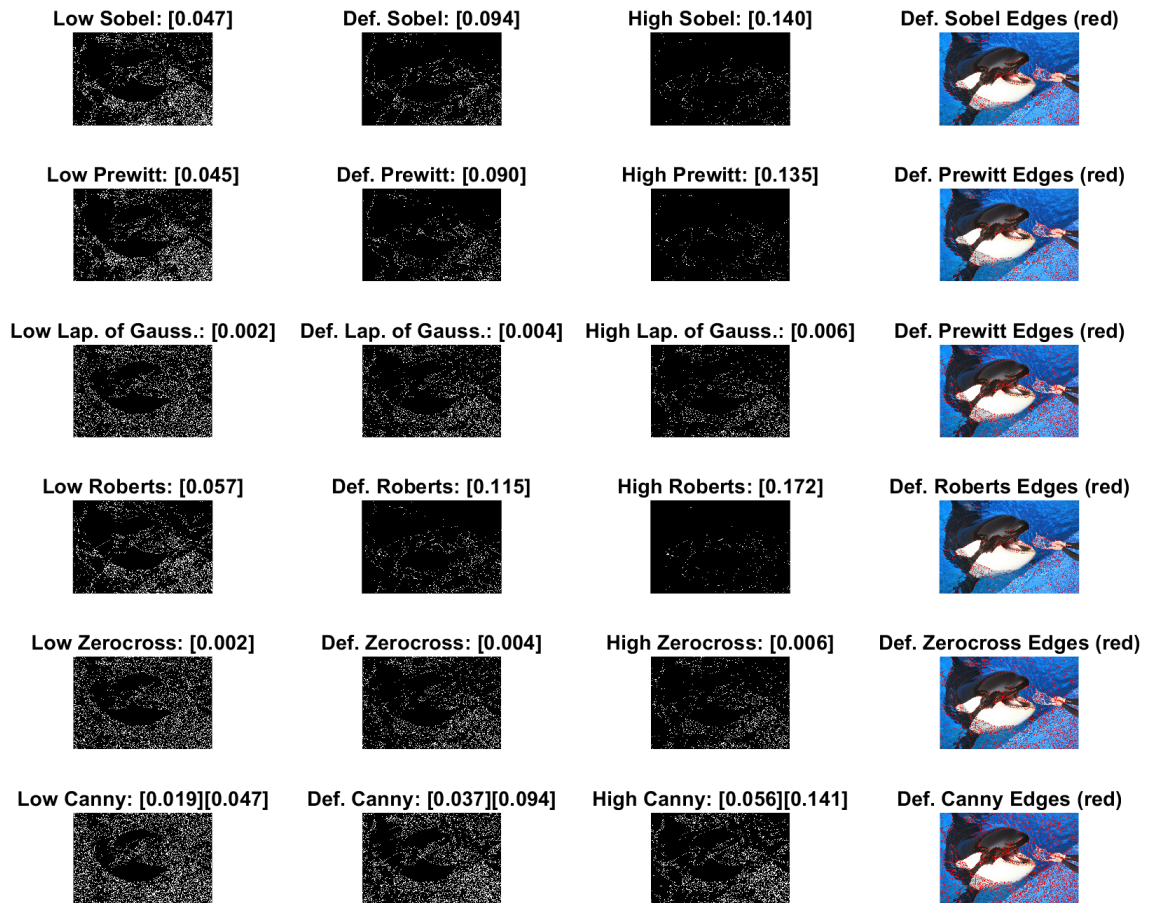 Low Sobel: [0.047]
Def. Sobel: [0.094]
High Sobel: [0.140]
Def. Sobel Edges (red)
Low Prewitt: [0.045]
Def. Prewitt: [0.090]
High Prewitt: [0.135]
Def. Prewitt Edges (red)
Low Lap. of Gauss.: [0.002]
Def. Lap. of Gauss.: [0.004]
High Lap. of Gauss.: [0.006]
Def. Prewitt Edges (red)
Low Roberts: [0.057]
Def. Roberts: [0.115]
High Roberts: [0.172]
Def. Roberts Edges (red)
Low Zerocross: [0.002]
Def. Zerocross: [0.004]
High Zerocross: [0.006]
Def. Zerocross Edges (red)
Low Canny: [0.019][0.047]
Def. Canny: [0.037][0.094]
High Canny: [0.056][0.141]
Def. Canny Edges (red)